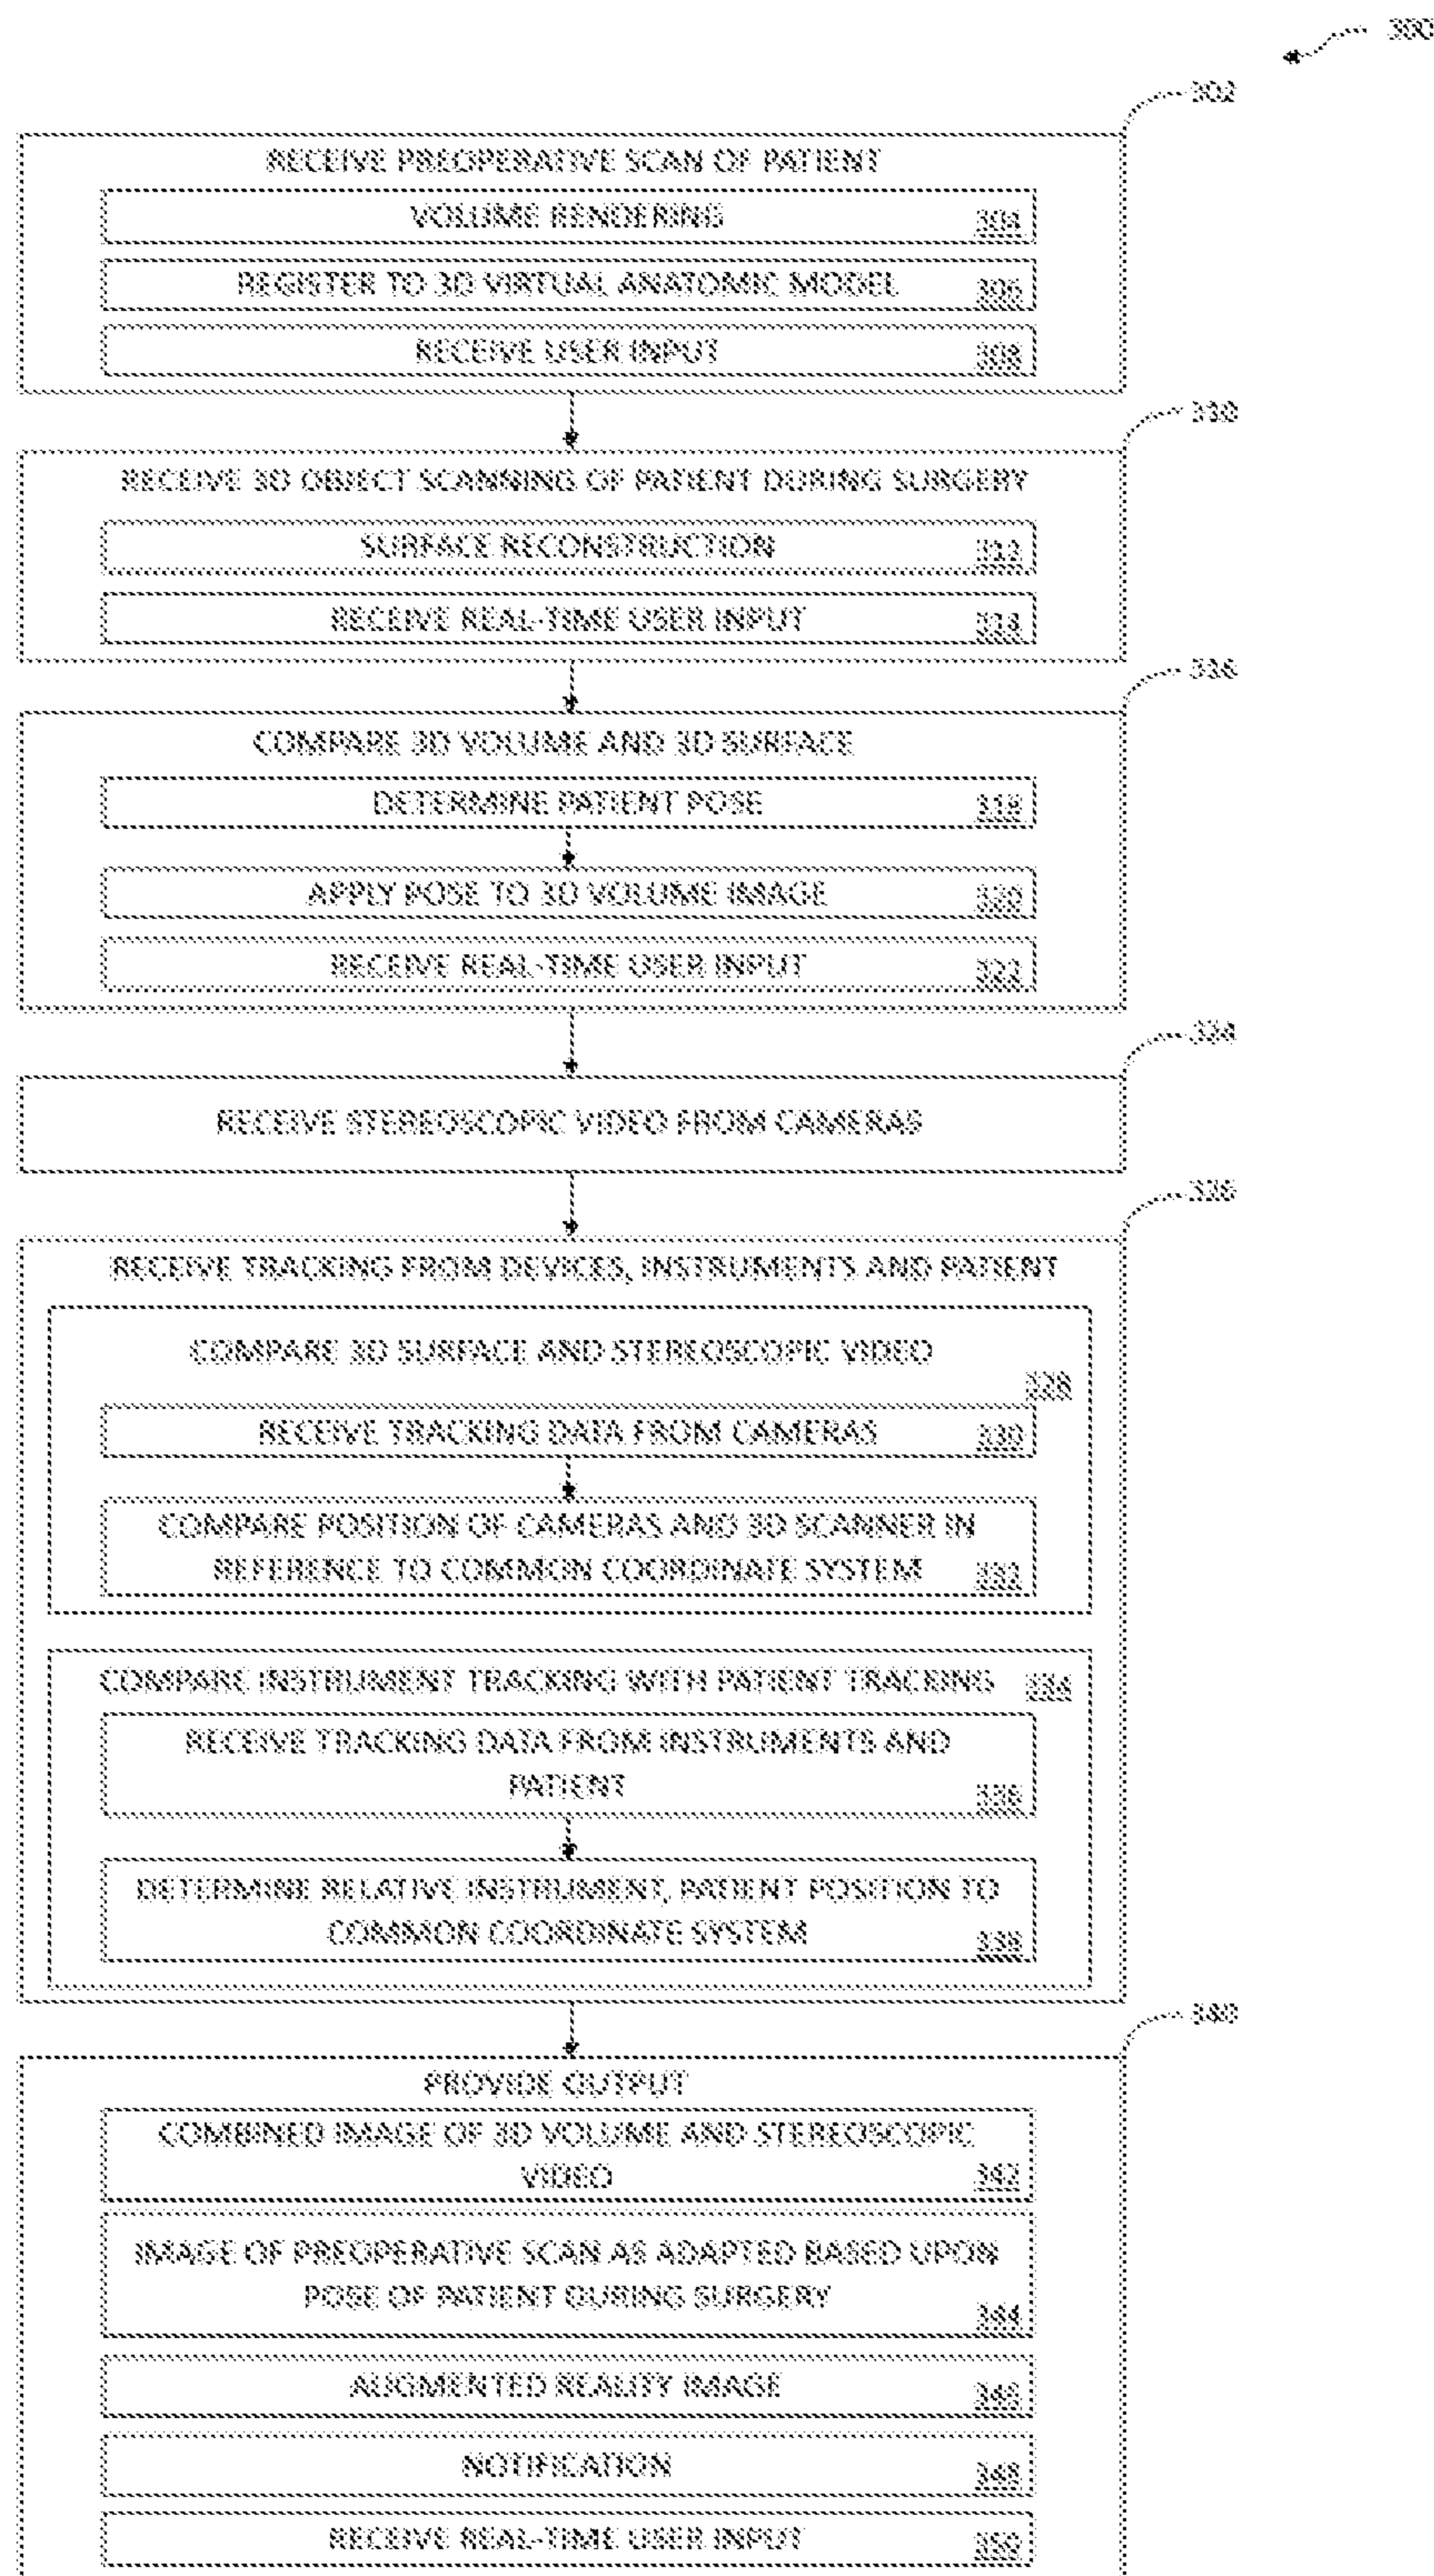 300
302
RECEIVE PREOPERATIVE SCAN OF PATIENT
VOLUME RENDERING 304
REGISTER TO 3D VIRTUAL ANATOMIC MODEL 306
RECEIVE USER INPUT 308
310
RECEIVE 3D OBJECT SCANNING OF PATIENT DURING SURGERY
SURFACE RECONSTRUCTION 312
RECEIVE REAL-TIME USER INPUT 314
316
COMPARE 3D VOLUME AND 3D SURFACE
DETERMINE PATIENT POSE 318
APPLY POSE TO 3D VOLUME IMAGE 320
RECEIVE REAL-TIME USER INPUT 322
324
RECEIVE STEREOSCOPIC VIDEO FROM CAMERAS
326
RECEIVE TRACKING FROM DEVICES, INSTRUMENTS AND PATIENT
COMPARE 3D SURFACE AND STEREOSCOPIC VIDEO
328
RECEIVE TRACKING DATA FROM CAMERAS 330
COMPARE POSITION OF CAMERAS AND 3D SCANNER IN
REFERENCE TO COMMON COORDINATE SYSTEM 332
COMPARE INSTRUMENT TRACKING WITH PATIENT TRACKING 334
RECEIVE TRACKING DATA FROM INSTRUMENTS AND
PATIENT 336
DETERMINE RELATIVE INSTRUMENT, PATIENT POSITION TO
COMMON COORDINATE SYSTEM 338
340
PROVIDE OUTPUT
COMBINED IMAGE OF 3D VOLUME AND STEREOSCOPIC
VIDEO 342
IMAGE OF PREOPERATIVE SCAN AS ADAPTED BASED UPON
POSE OF PATIENT DURING SURGERY 344
AUGMENTED REALITY IMAGE 346
NOTIFICATION 348
RECEIVE REAL-TIME USER INPUT 350